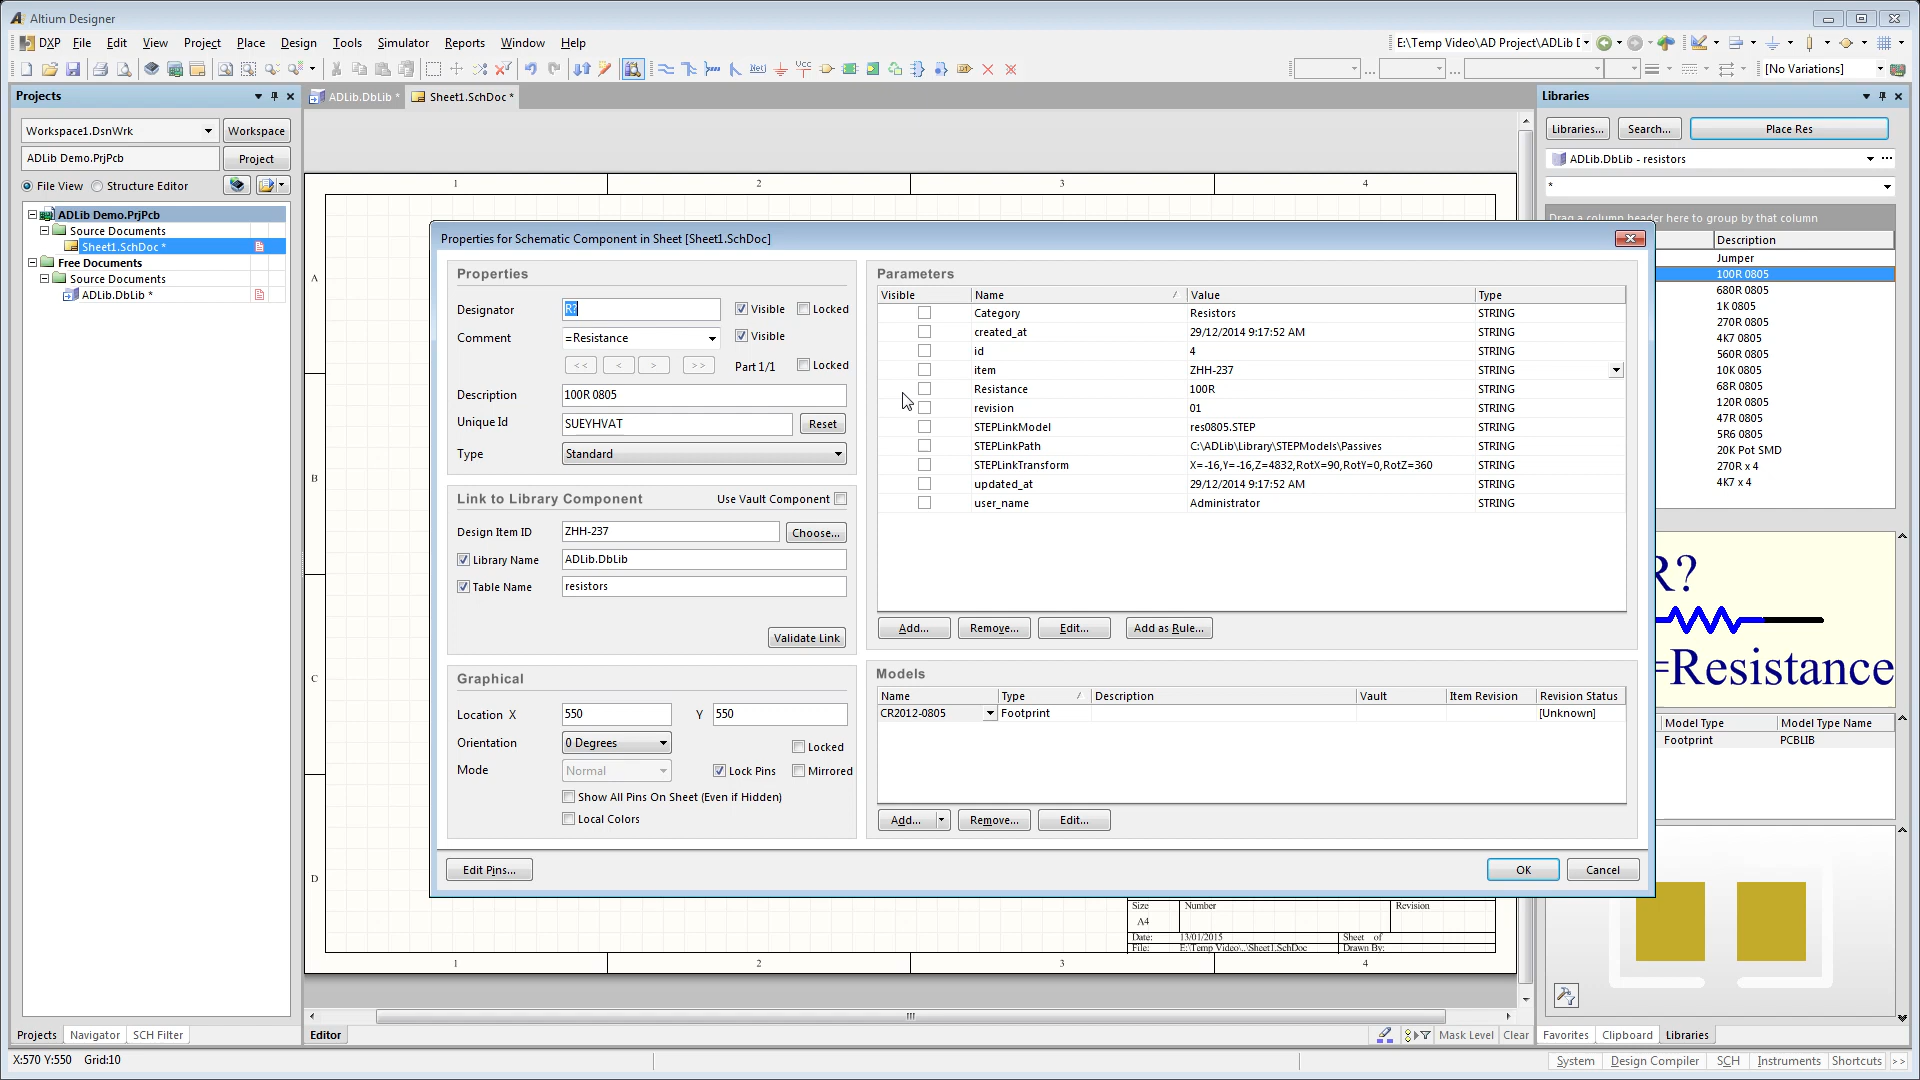 Altium Designer
DXP File Edit View Project Place Design Tools Simulator Reports Window Help
E:\Temp Video\AD Project\ADLib D
[No Variations]
Projects
Workspace1.DsnWrk
Workspace
ADLib Demo.PrjPcb
Project
File View
Structure Editor
ADLib Demo.PrjPcb
Source Documents
Sheet1.SchDoc *
Free Documents
Source Documents
ADLib.DbLib *
Projects Navigator SCH Filter
ADLib.DbLib * Sheet1.SchDoc *
1 2 3 4
A
B
C
D
Properties for Schematic Component in Sheet [Sheet1.SchDoc]
Properties
Designator R? Visible Locked
Comment =Resistance Visible
<< < > >> Part 1/1 Locked
Description 100R 0805
Unique Id SUEYHVAT Reset
Type Standard
Link to Library Component Use Vault Component
Design Item ID ZHH-237 Choose...
Library Name ADLib.DbLib
Table Name resistors
Validate Link
Graphical
Location X 550 Y 550
Orientation 0 Degrees Locked
Mode Normal Lock Pins Mirrored
Show All Pins On Sheet (Even if Hidden)
Local Colors
Parameters
Visible Name Value Type
Category Resistors STRING
created_at 29/12/2014 9:17:52 AM STRING
id 4 STRING
item ZHH-237 STRING
Resistance 100R STRING
revision 01 STRING
STEPLinkModel res0805.STEP STRING
STEPLinkPath C:\ADLib\Library\STEPModels\Passives STRING
STEPLinkTransform X=-16,Y=-16,Z=4832,RotX=90,RotY=0,RotZ=360 STRING
updated_at 29/12/2014 9:17:52 AM STRING
user_name Administrator STRING
Add... Remove... Edit... Add as Rule...
Models
Name Type Description Vault Item Revision Revision Status
CR2012-0805 Footprint [Unknown]
Add... Remove... Edit...
Edit Pins... OK Cancel
Size Number Revision
A4
Date: 13/01/2015 Sheet of
File: E:\Temp Video\..\Sheet1.SchDoc Drawn By:
1 2 3 4
Editor
Mask Level Clear
Libraries
Libraries... Search... Place Res
ADLib.DbLib - resistors
*
Drag a column header here to group by that column
Description
Jumper
100R 0805
680R 0805
1K 0805
270R 0805
4K7 0805
560R 0805
10K 0805
68R 0805
120R 0805
47R 0805
5R6 0805
20K Pot SMD
270R x 4
4K7 x 4
R?
=Resistance
Model Type Model Type Name
Footprint PCBLIB
Favorites Clipboard Libraries
X:570 Y:550 Grid:10
System Design Compiler SCH Instruments Shortcuts >>